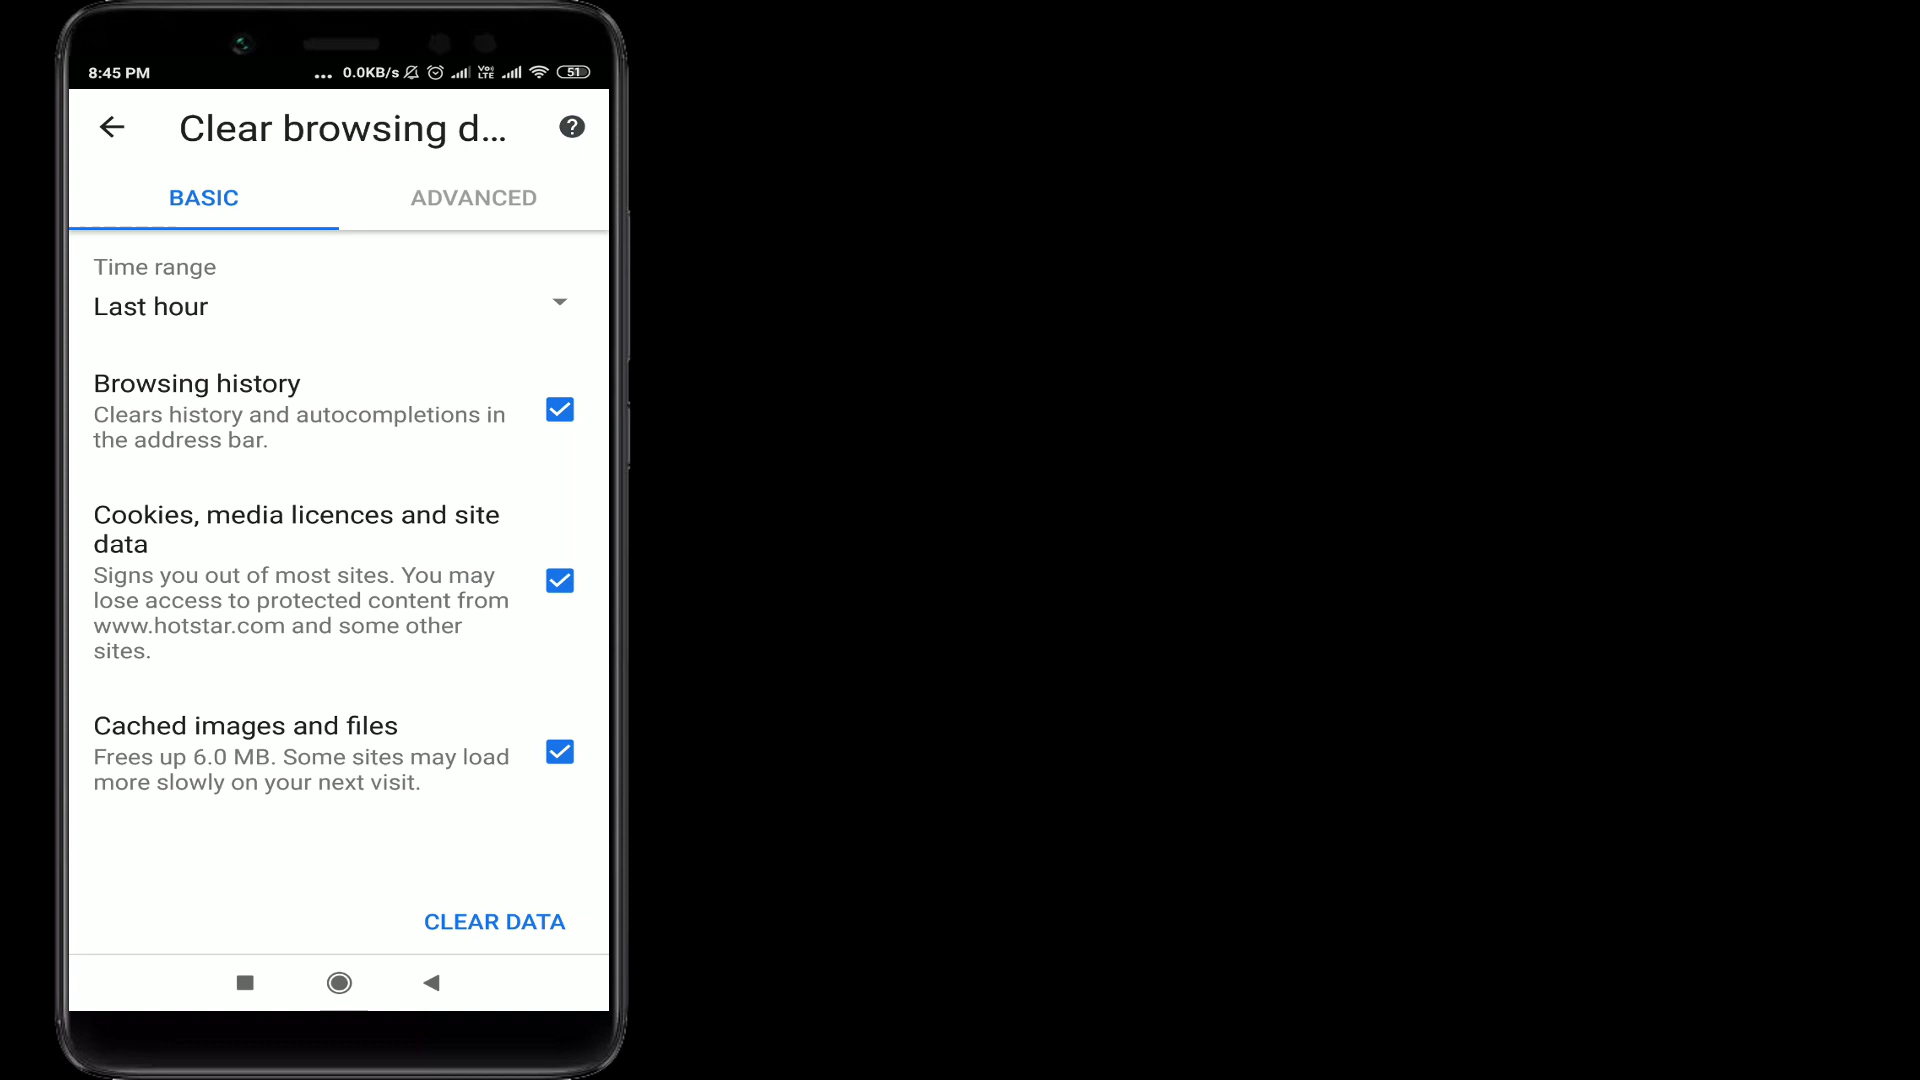 8:45 PM
... 0.0KB/s Vo LTE 51
Clear browsing d...
BASIC
ADVANCED
Time range
Last hour
Browsing history
Clears history and autocompletions in
the address bar.
Cookies, media licences and site
data
Signs you out of most sites. You may
lose access to protected content from
www.hotstar.com and some other
sites.
Cached images and files
Frees up 6.0 MB. Some sites may load
more slowly on your next visit.
CLEAR DATA